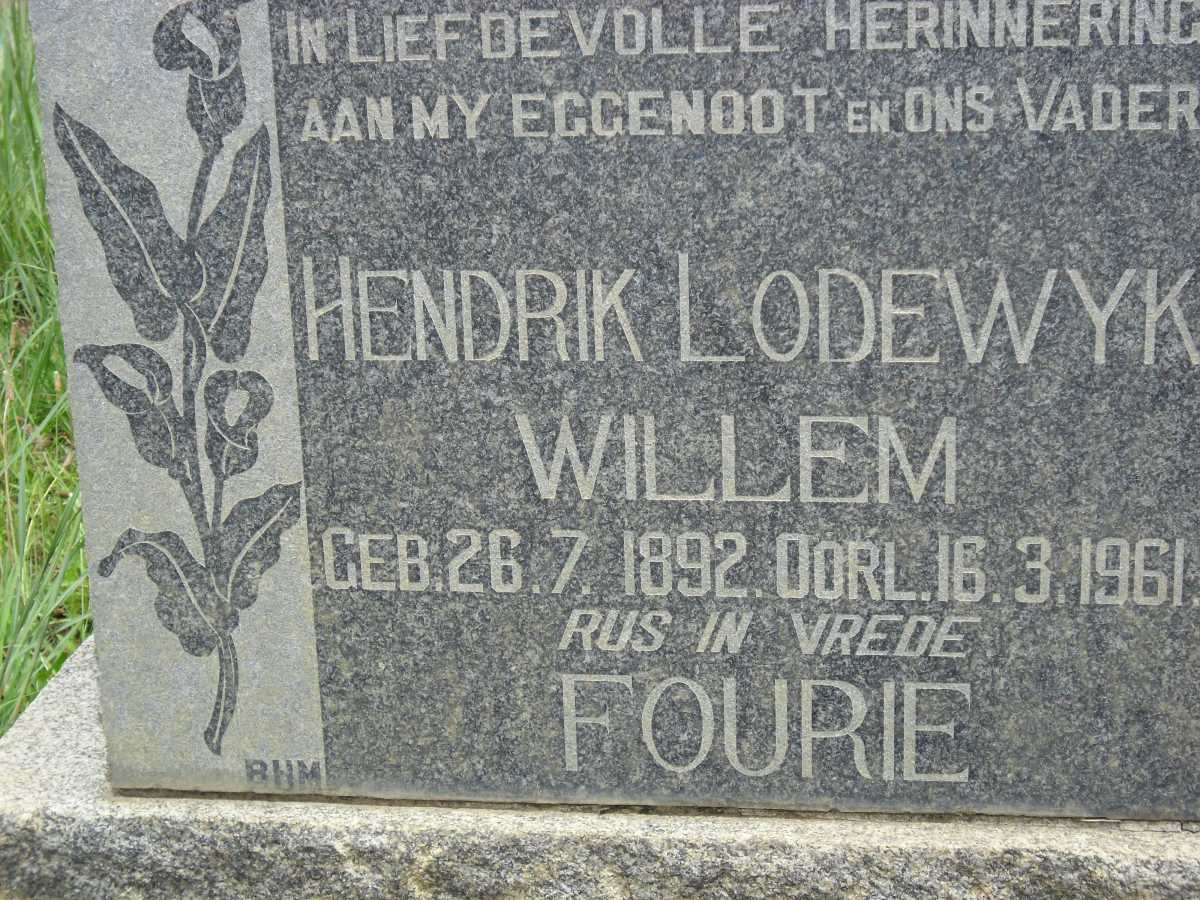 IN LIEFDEVOLLE HERINNERING
AAN MY EGGENOOT EN ONS VADER
HENDRIK LODEWYK
WILLEM
GEB. 26. 7. 1892. OORL. 16. 3. 1961.
RUS IN VREDE
FOURIE
BHM